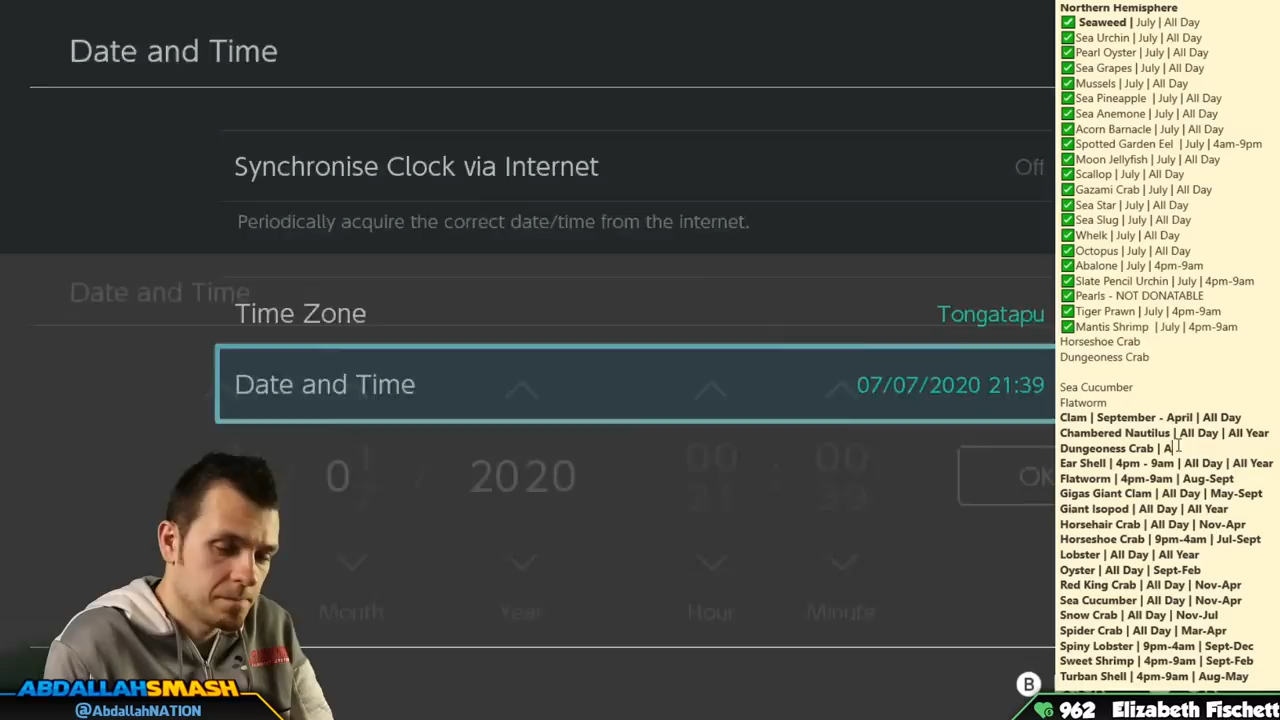 Date and Time
Synchronise Clock via Internet
Off
Periodically acquire the correct date/time from the internet.
Date and Time
Time Zone
Tongatapu
Date and Time
07/07/2020 21:39
0
2020
OK
Mouth
Year
Hour
Minute
B
ABDALLAHSMASH
@AbdallahNATION
Northern Hemisphere
Seaweed | July | All Day
Sea Urchin | July | All Day
Pearl Oyster | July | All Day
Sea Grapes | July | All Day
Mussels | July | All Day
Sea Pineapple | July | All Day
Sea Anemone | July | All Day
Acorn Barnacle | July | All Day
Spotted Garden Eel | July | 4am-9pm
Moon Jellyfish | July | All Day
Scallop | July | All Day
Gazami Crab | July | All Day
Sea Star | July | All Day
Sea Slug | July | All Day
Whelk | July | All Day
Octopus | July | All Day
Abalone | July | 4pm-9am
Slate Pencil Urchin | July | 4pm-9am
Pearls - NOT DONATABLE
Tiger Prawn | July | 4pm-9am
Mantis Shrimp | July | 4pm-9am
Horseshoe Crab
Dungeoness Crab
Sea Cucumber
Flatworm
Clam | September - April | All Day
Chambered Nautilus | All Day | All Year
Dungeoness Crab | A
Ear Shell | 4pm - 9am | All Day | All Year
Flatworm | 4pm-9am | Aug-Sept
Gigas Giant Clam | All Day | May-Sept
Giant Isopod | All Day | All Year
Horsehair Crab | All Day | Nov-Apr
Horseshoe Crab | 9pm-4am | Jul-Sept
Lobster | All Day | All Year
Oyster | All Day | Sept-Feb
Red King Crab | All Day | Nov-Apr
Sea Cucumber | All Day | Nov-Apr
Snow Crab | All Day | Nov-Jul
Spider Crab | All Day | Mar-Apr
Spiny Lobster | 9pm-4am | Sept-Dec
Sweet Shrimp | 4pm-9am | Sept-Feb
Turban Shell | 4pm-9am | Aug-May
962 Elizabeth Fischett